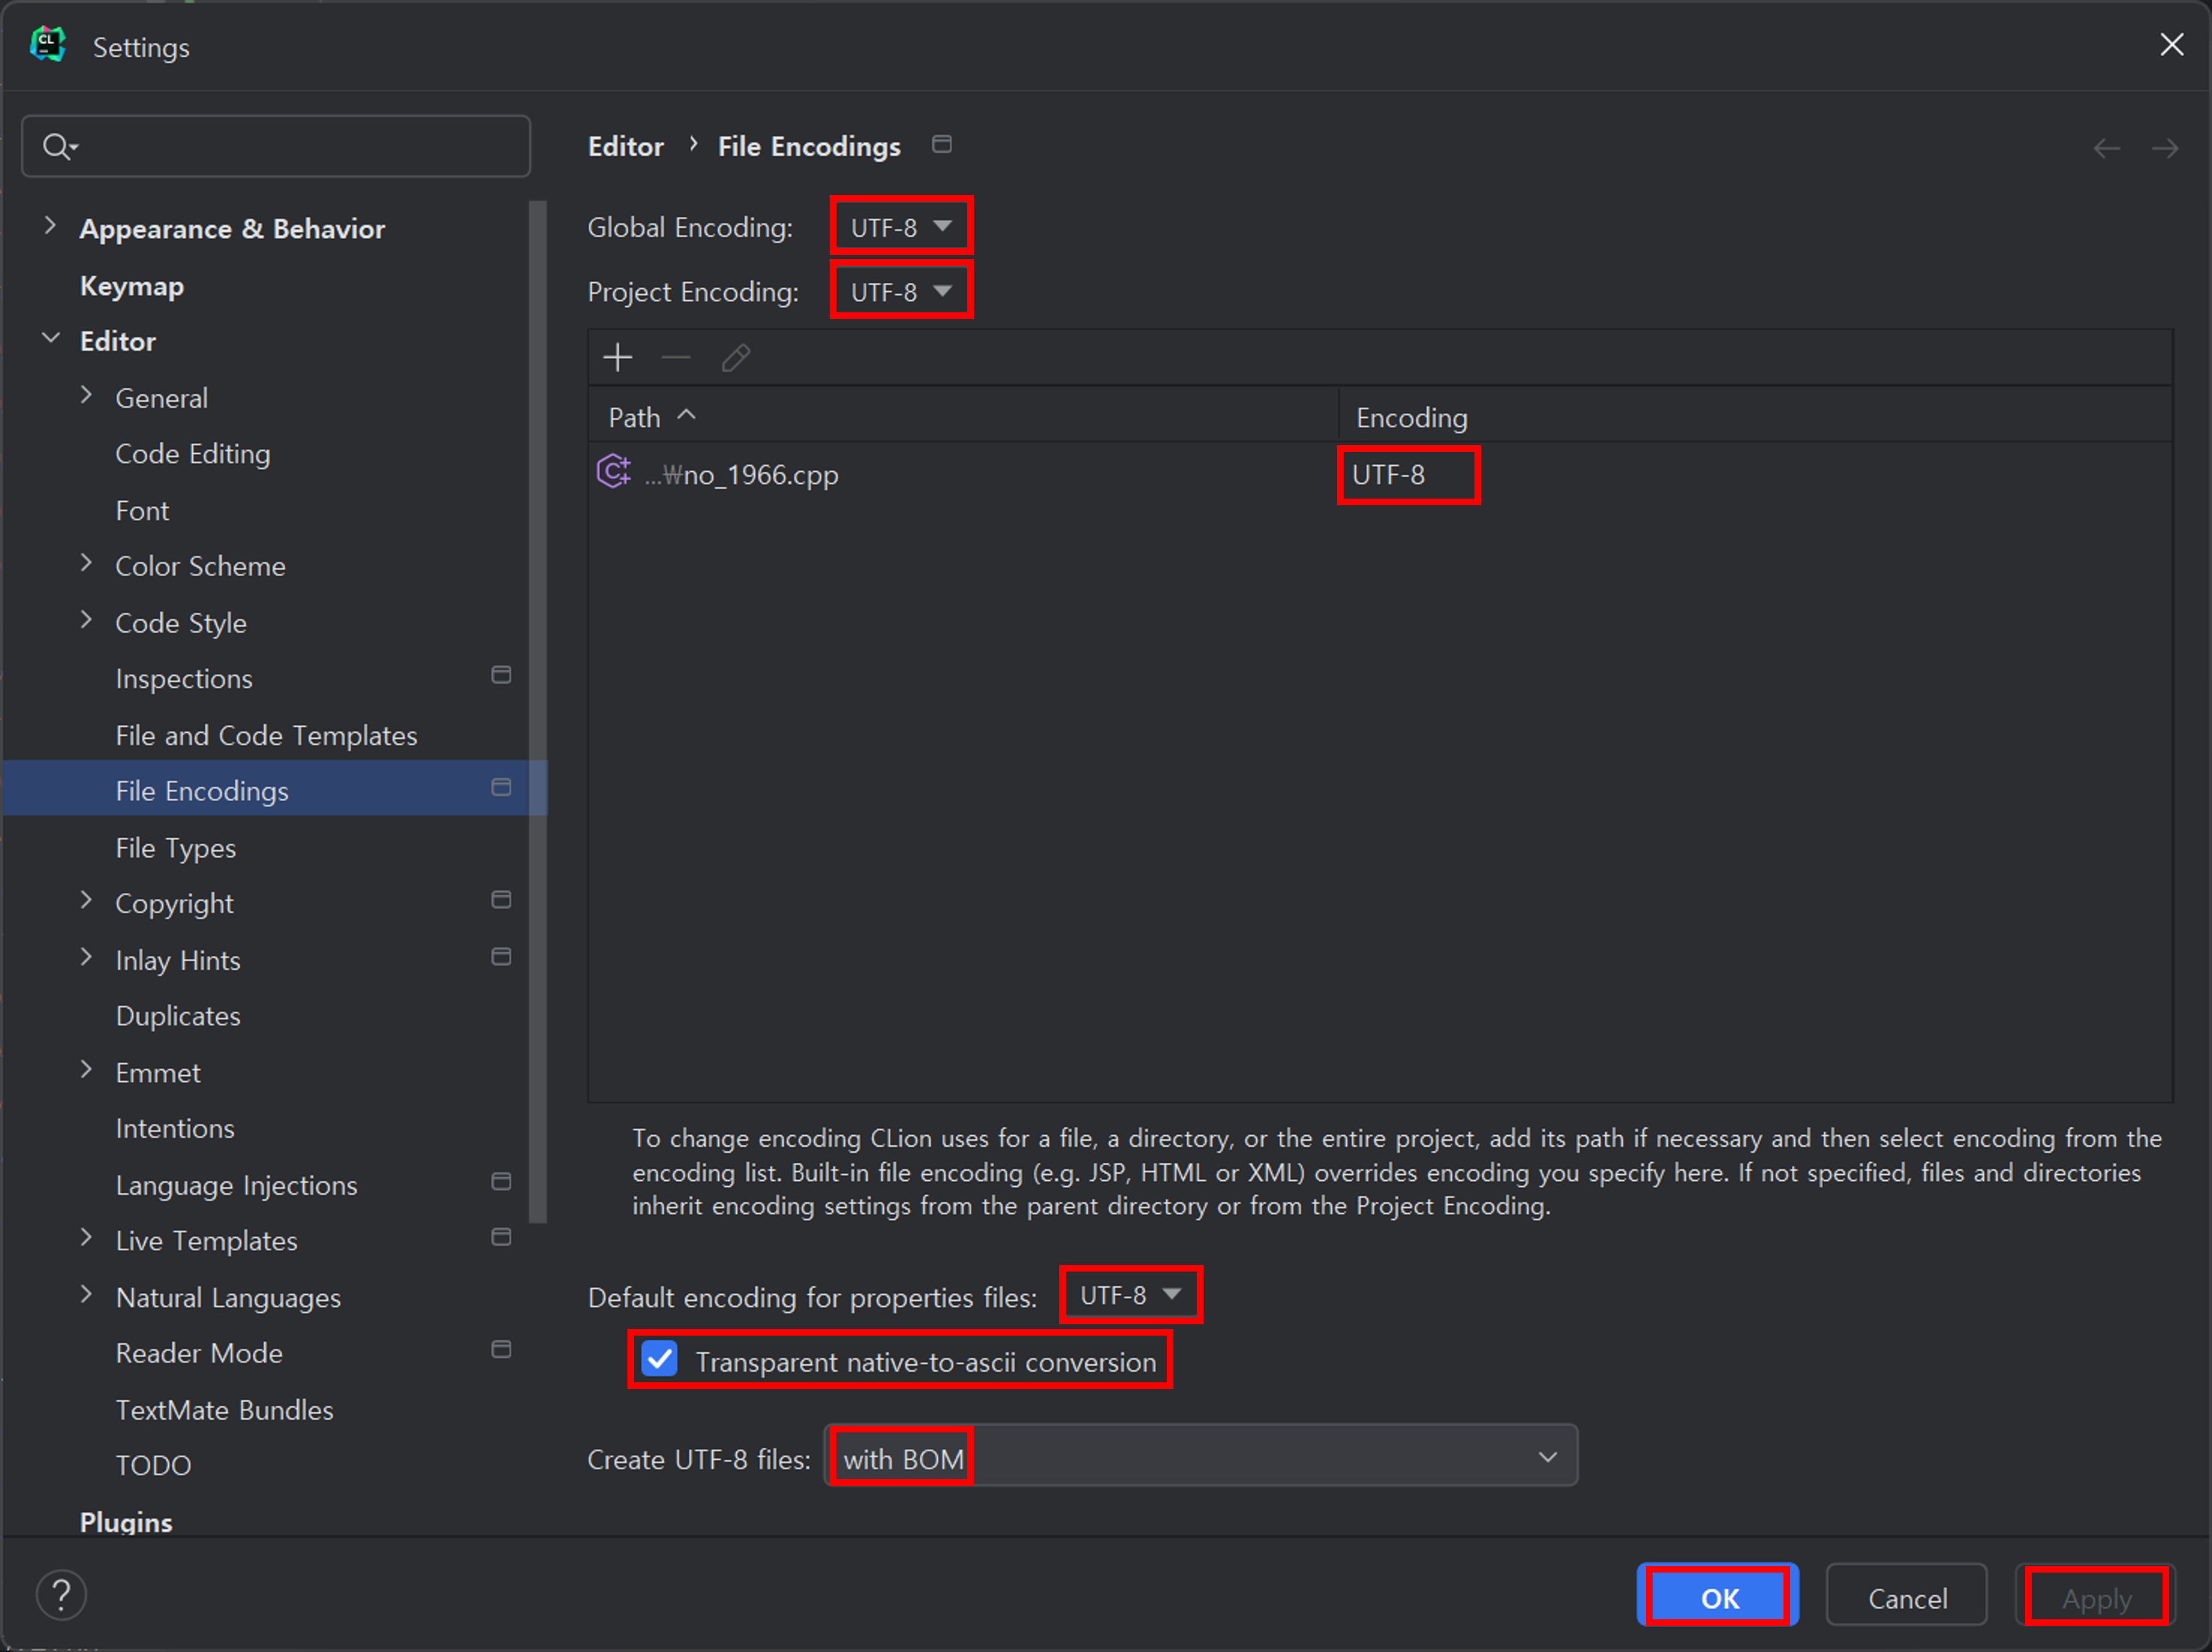 CL
Settings
Appearance & Behavior
Keymap
Editor
General
Code Editing
Font
Color Scheme
Code Style
Inspections
File and Code Templates
File Encodings
File Types
Copyright
Inlay Hints
Duplicates
Emmet
Intentions
Language Injections
Live Templates
Natural Languages
Reader Mode
TextMate Bundles
TODO
Plugins
Editor › File Encodings
Global Encoding: UTF-8
Project Encoding: UTF-8
Path Encoding
...₩no_1966.cpp UTF-8
To change encoding CLion uses for a file, a directory, or the entire project, add its path if necessary and then select encoding from the
encoding list. Built-in file encoding (e.g. JSP, HTML or XML) overrides encoding you specify here. If not specified, files and directories
inherit encoding settings from the parent directory or from the Project Encoding.
Default encoding for properties files: UTF-8
Transparent native-to-ascii conversion
Create UTF-8 files: with BOM
? OK Cancel Apply